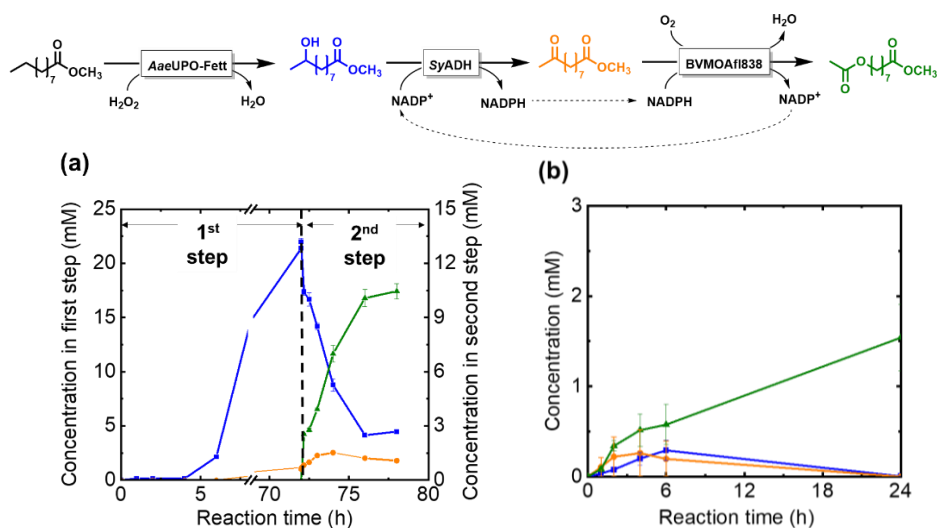 O
OCH₃
7
H₂O₂
AaeUPO-Fett
H₂O
OH
O
7
OCH₃
NADP⁺
SyADH
NADPH
O
O
7
OCH₃
O₂
NADPH
BVMOAfl838
H₂O
NADP⁺
O
O
O
7
OCH₃
(a)
1st step
2nd step
Concentration in first step (mM)
0
5
10
15
20
25
Concentration in second step (mM)
0
3
6
9
12
15
0
5
70
75
80
Reaction time (h)
(b)
Concentration (mM)
0
1
2
3
0
6
12
18
24
Reaction time (h)